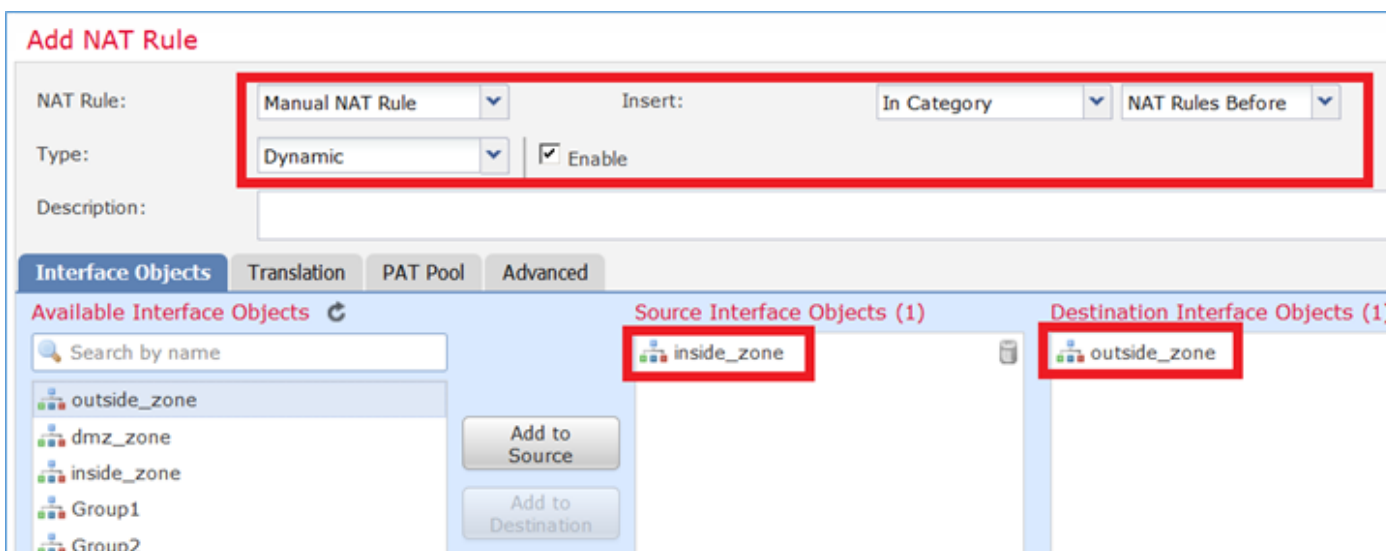 Add NAT Rule
NAT Rule: Manual NAT Rule Insert: In Category NAT Rules Before
Type: Dynamic Enable
Description:
Interface Objects Translation PAT Pool Advanced
Available Interface Objects Source Interface Objects (1) Destination Interface Objects (1)
Search by name inside_zone outside_zone
outside_zone
dmz_zone
inside_zone
Group1
Group2
Add to
Source
Add to
Destination